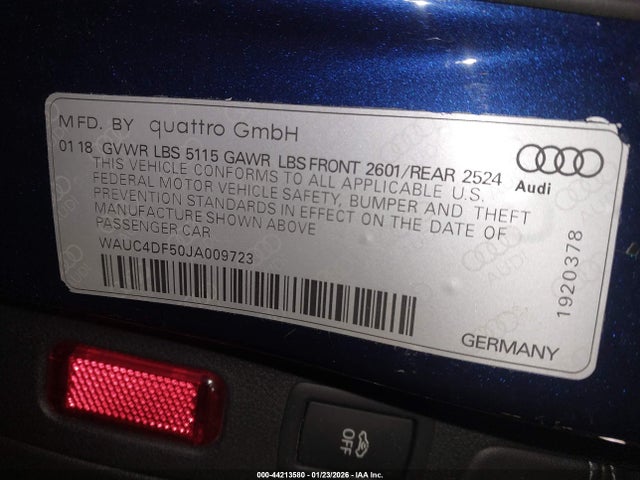 MFD. BY quattro GmbH
01 18 GVWR LBS 5115 GAWR LBS FRONT 2601/REAR 2524
THIS VEHICLE CONFORMS TO ALL APPLICABLE U.S.
FEDERAL MOTOR VEHICLE SAFETY, BUMPER AND THEFT
PREVENTION STANDARDS IN EFFECT ON THE DATE OF
MANUFACTURE SHOWN ABOVE
PASSENGER CAR
WAUC4DF50JA009723
Audi
1920378
GERMANY
OFF
000-44213580 - 01/23/2026 - IAA Inc.